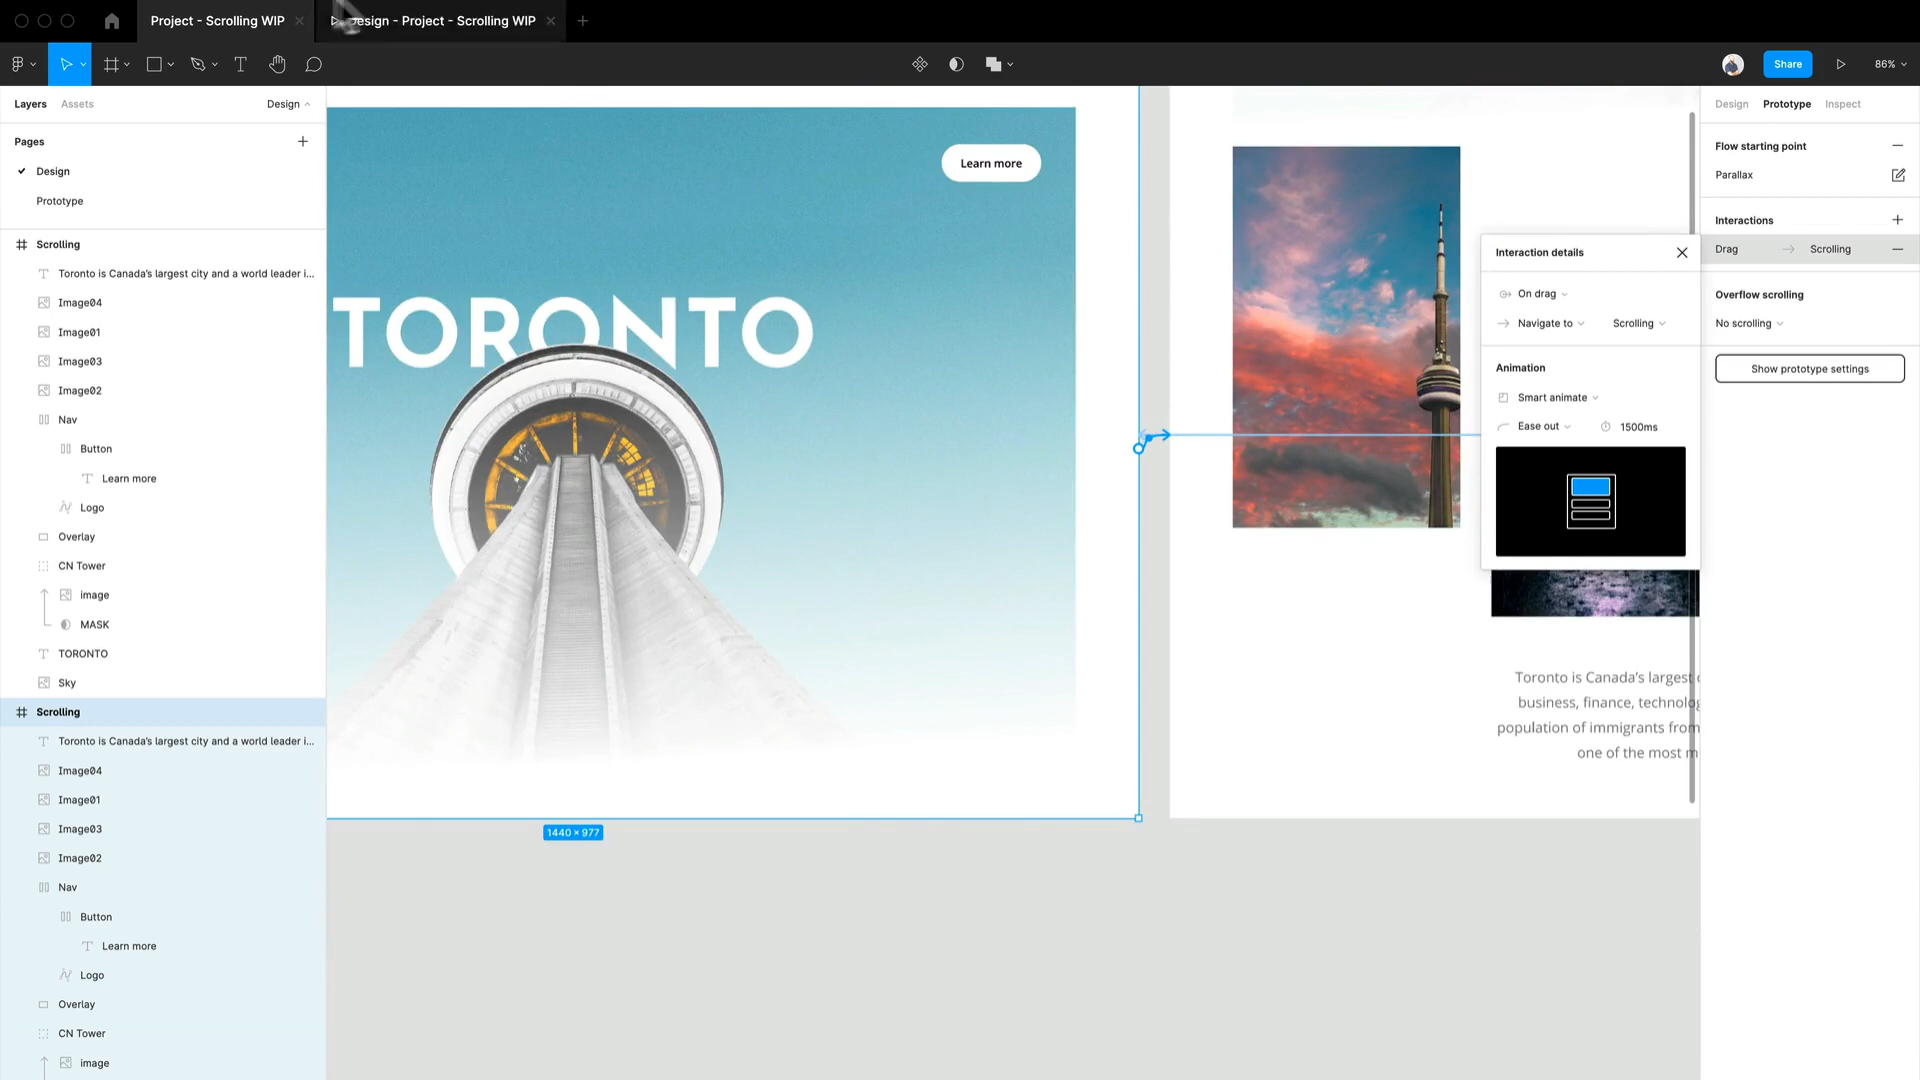 Project - Scrolling WIP
Design - Project - Scrolling WIP
Share
86%
Layers
Assets
Design
Pages
Design
Prototype
Scrolling
Toronto is Canada's largest city and a world leader i...
Image04
Image01
Image03
Image02
Nav
Button
Learn more
Logo
Overlay
CN Tower
image
MASK
TORONTO
Sky
Scrolling
Toronto is Canada's largest city and a world leader i...
Image04
Image01
Image03
Image02
Nav
Button
Learn more
Logo
Overlay
CN Tower
image
Learn more
TORONTO
1440 × 977
Toronto is Canada's largest
business, finance, technolog
population of immigrants from
one of the most m
Interaction details
On drag
Navigate to
Scrolling
Animation
Smart animate
Ease out
1500ms
Design
Prototype
Inspect
Flow starting point
Parallax
Interactions
Drag
Scrolling
Overflow scrolling
No scrolling
Show prototype settings